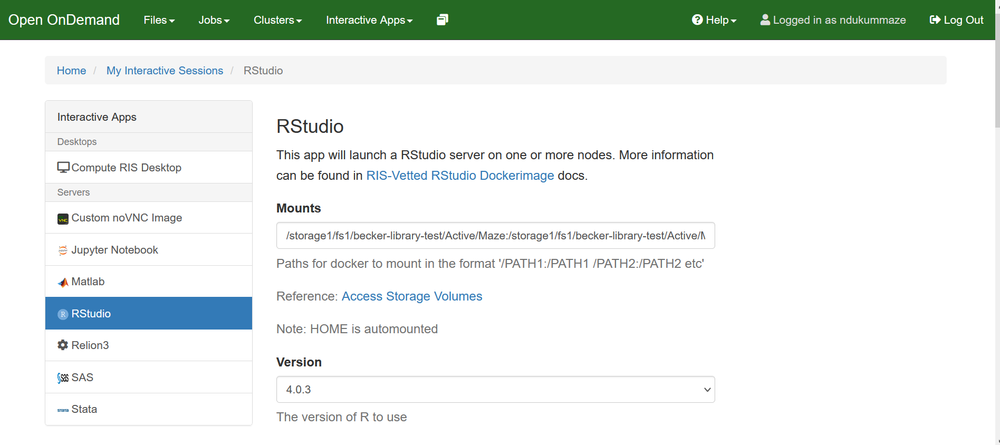 Open OnDemand Files Jobs Clusters Interactive Apps Help Logged in as ndukummaze Log Out
Home / My Interactive Sessions / RStudio
Interactive Apps
Desktops
Compute RIS Desktop
Servers
VNC Custom noVNC Image
jupyter Jupyter Notebook
Matlab
R RStudio
Relion3
sas SAS
STATA Stata
RStudio
This app will launch a RStudio server on one or more nodes. More information
can be found in RIS-Vetted RStudio Dockerimage docs.
Mounts
/storage1/fs1/becker-library-test/Active/Maze:/storage1/fs1/becker-library-test/Active/M
Paths for docker to mount in the format '/PATH1:/PATH1 /PATH2:/PATH2 etc'
Reference: Access Storage Volumes
Note: HOME is automounted
Version
4.0.3
The version of R to use